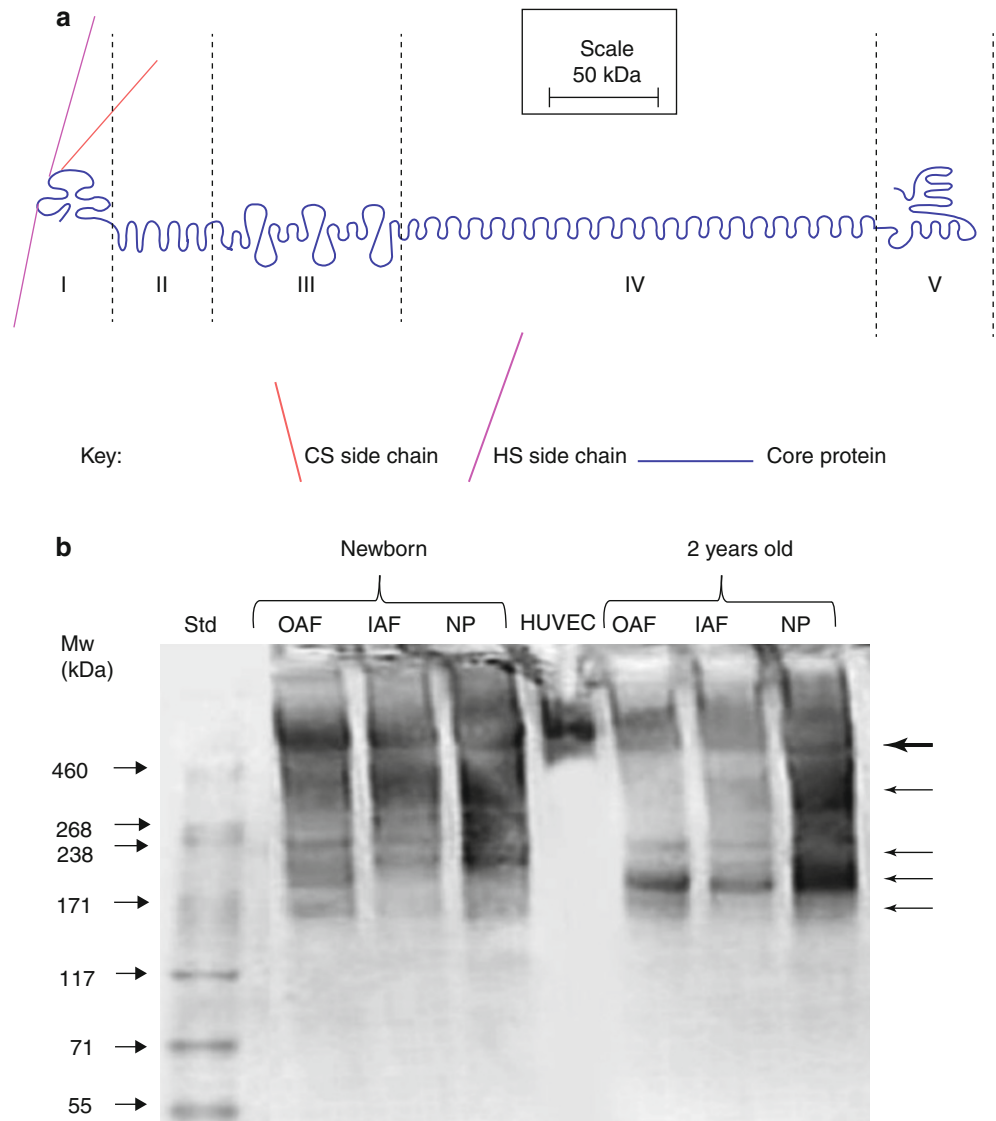 a
Scale
50 kDa
I II III IV V
Key: CS side chain HS side chain Core protein
b
Newborn 2 years old
Std OAF IAF NP HUVEC OAF IAF NP
Mw
(kDa)
460
268
238
171
117
71
55